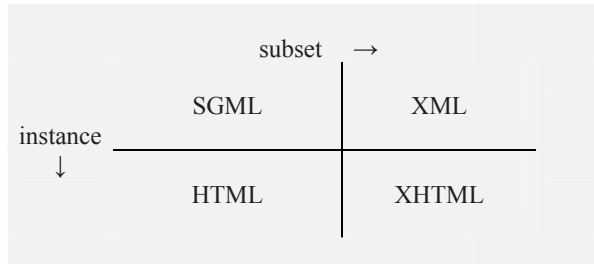 subset →
SGML XML
instance
↓
HTML XHTML